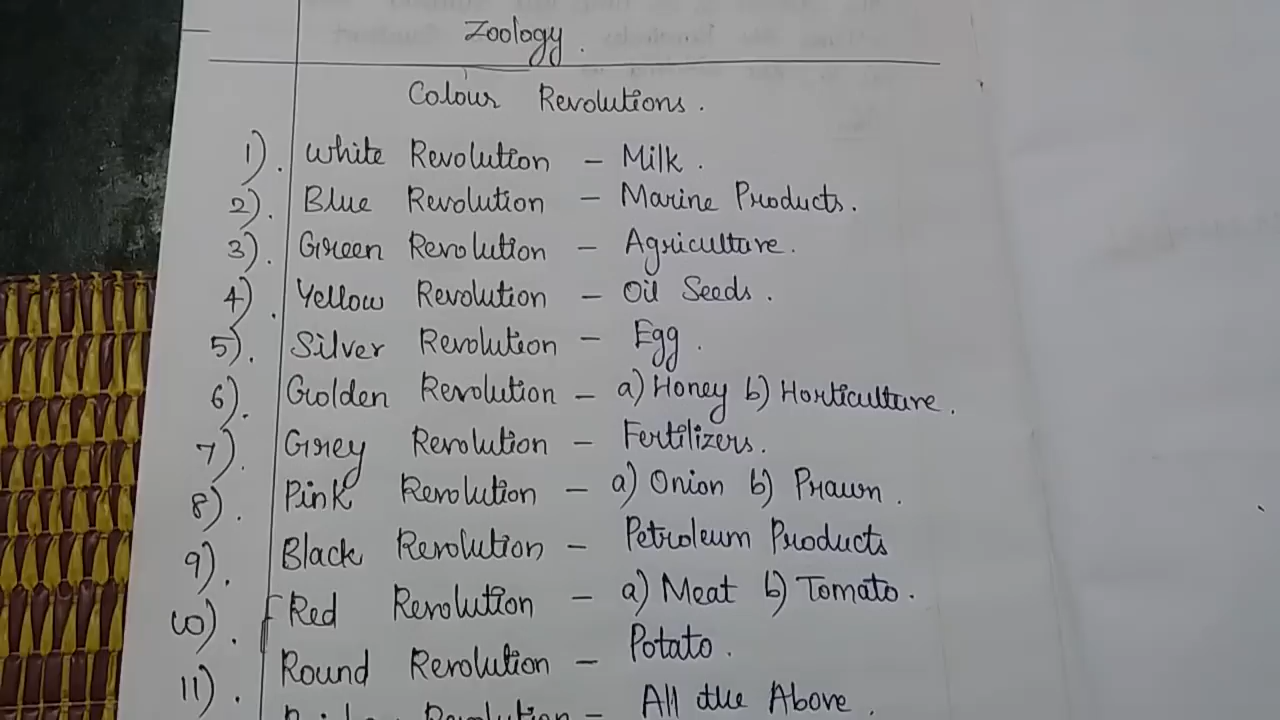 Zoology.
Colour Revolutions.
1). White Revolution - Milk.
2). Blue Revolution - Marine Products.
3). Green Revolution - Agriculture.
4). Yellow Revolution - Oil Seeds.
5). Silver Revolution - Egg.
6). Golden Revolution - a) Honey b) Horticulture.
7). Grey Revolution - Fertilizers.
8). Pink Revolution - a) Onion b) Prawn.
9). Black Revolution - Petroleum Products
10). Red Revolution - a) Meat b) Tomato.
11). Round Revolution - Potato.
Revolution - All the Above.